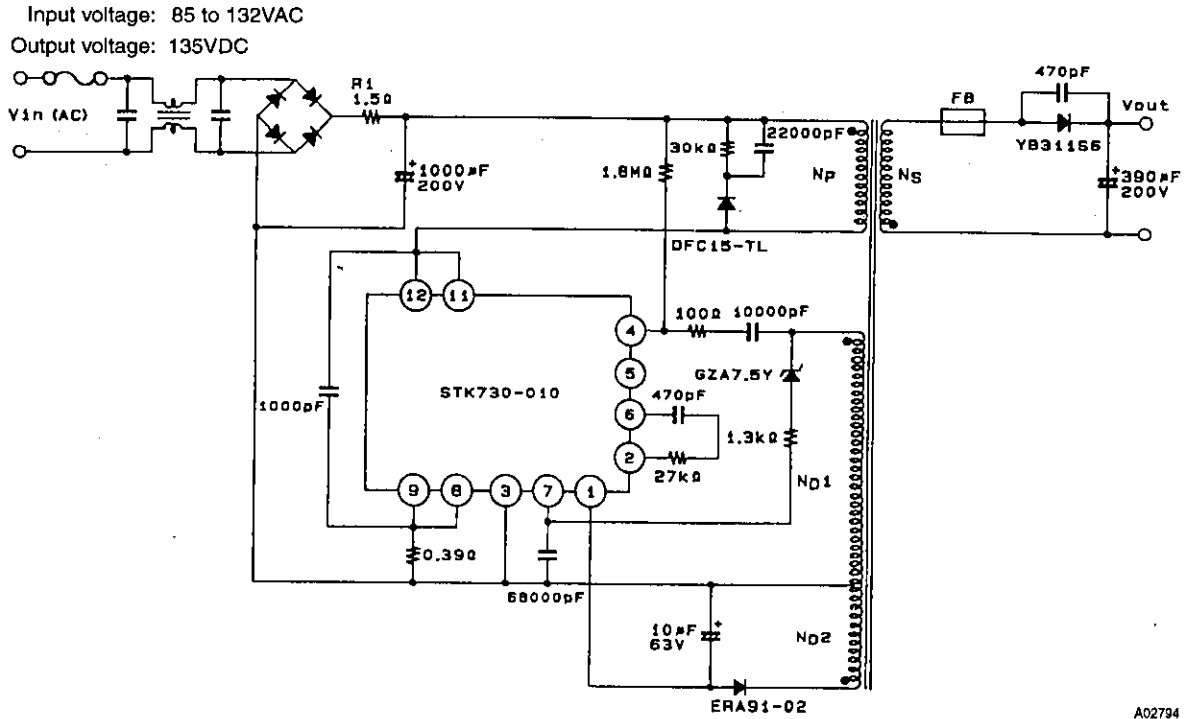 Input voltage: 85 to 132VAC
Output voltage: 135VDC
Vin (AC)
R1
1.5Ω
1000µF
200V
1.8MΩ
30kΩ
22000pF
DFC15-TL
NP
NS
FB
470pF
YB311S6
Vout
390µF
200V
12
11
4
5
6
2
9
8
3
7
1
STK730-010
1000pF
100Ω
10000pF
GZA7.5Y
470pF
1.3kΩ
27kΩ
ND1
0.39Ω
68000pF
10µF
63V
ND2
ERA91-02
A02794